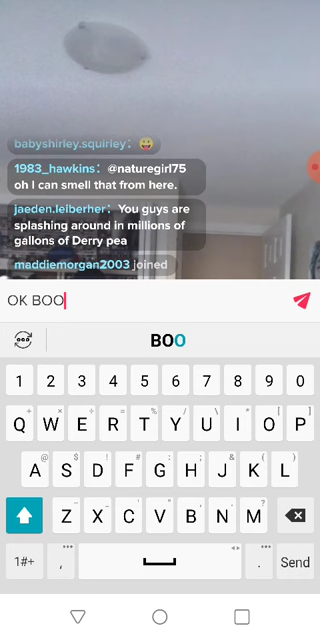 babyshirley.squirley: 😜
1983_hawkins: @naturegirl75
oh I can smell that from here.
jaeden.leiberher: You guys are
splashing around in millions of
gallons of Derry pea
maddiemorgan2003 joined
OK BOO
BOO
1 2 3 4 5 6 7 8 9 0
Q W E R T Y U I O P
A S D F G H J K L
Z X C V B N M
1#+ , . Send